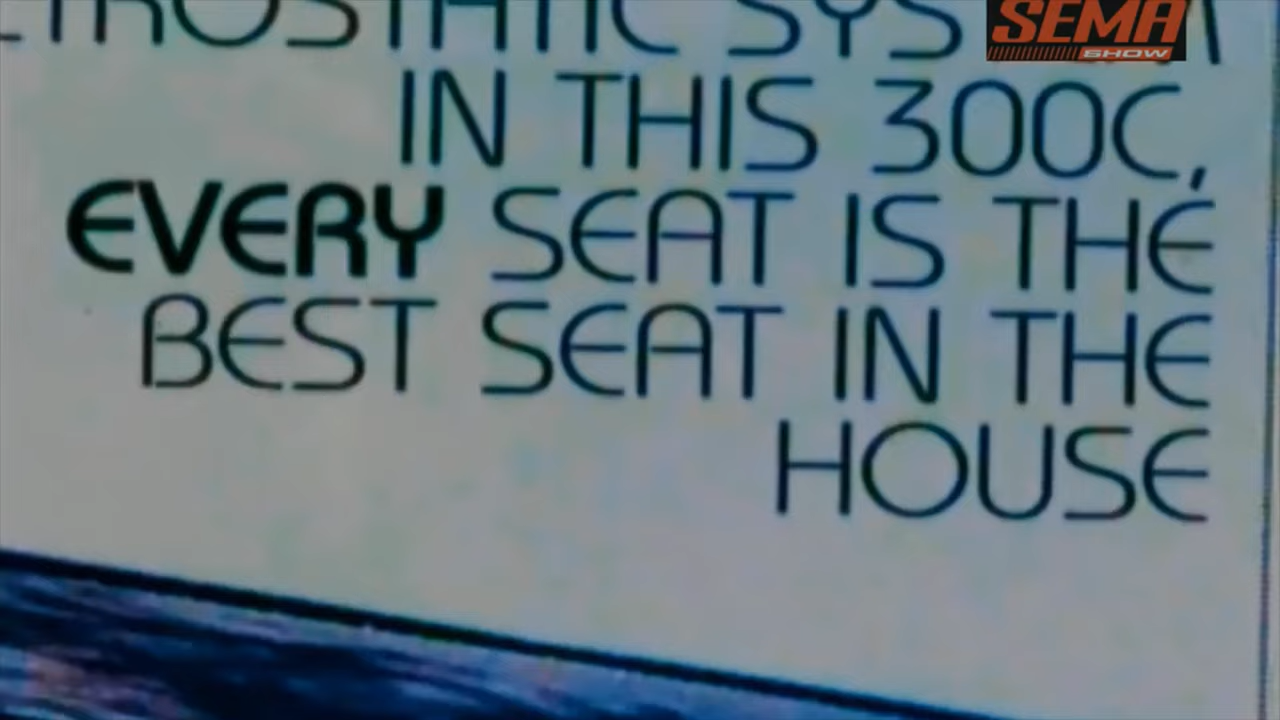 SEMA
SHOW
IN THIS 300C,
EVERY SEAT IS THE
BEST SEAT IN THE
HOUSE